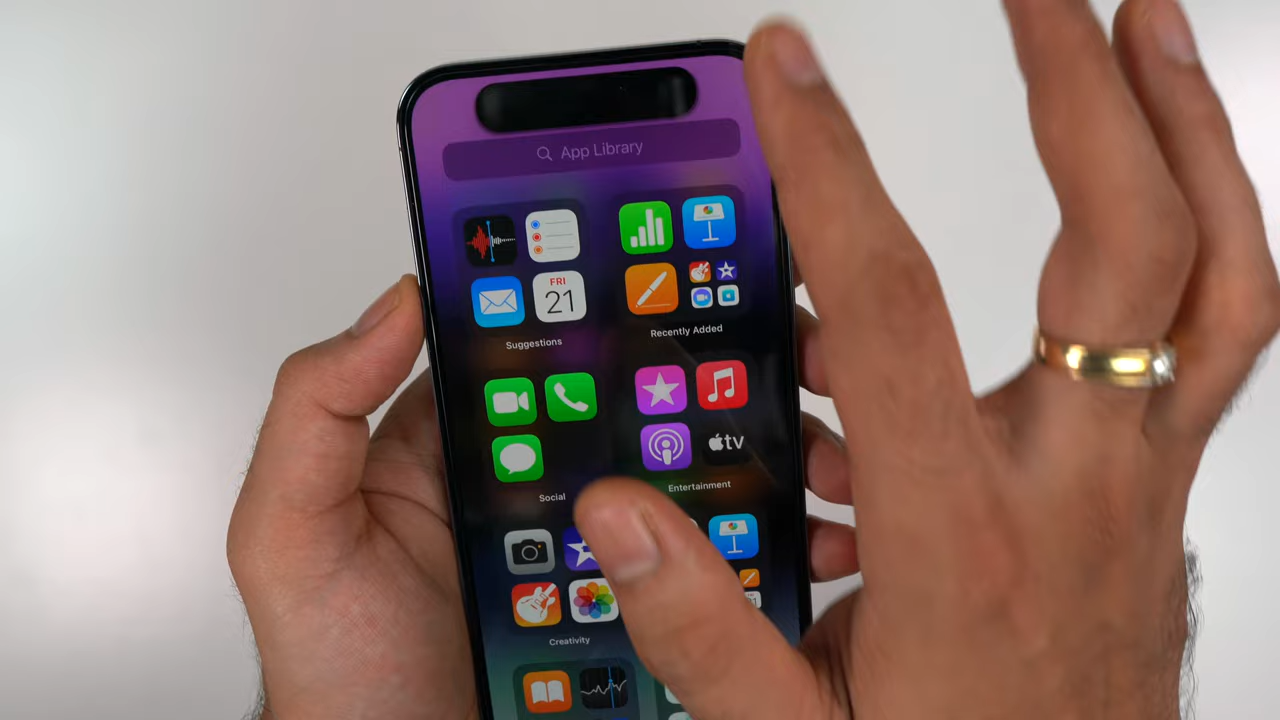 App Library
FRI
21
Suggestions
Recently Added
tv
Social
Entertainment
Creativity